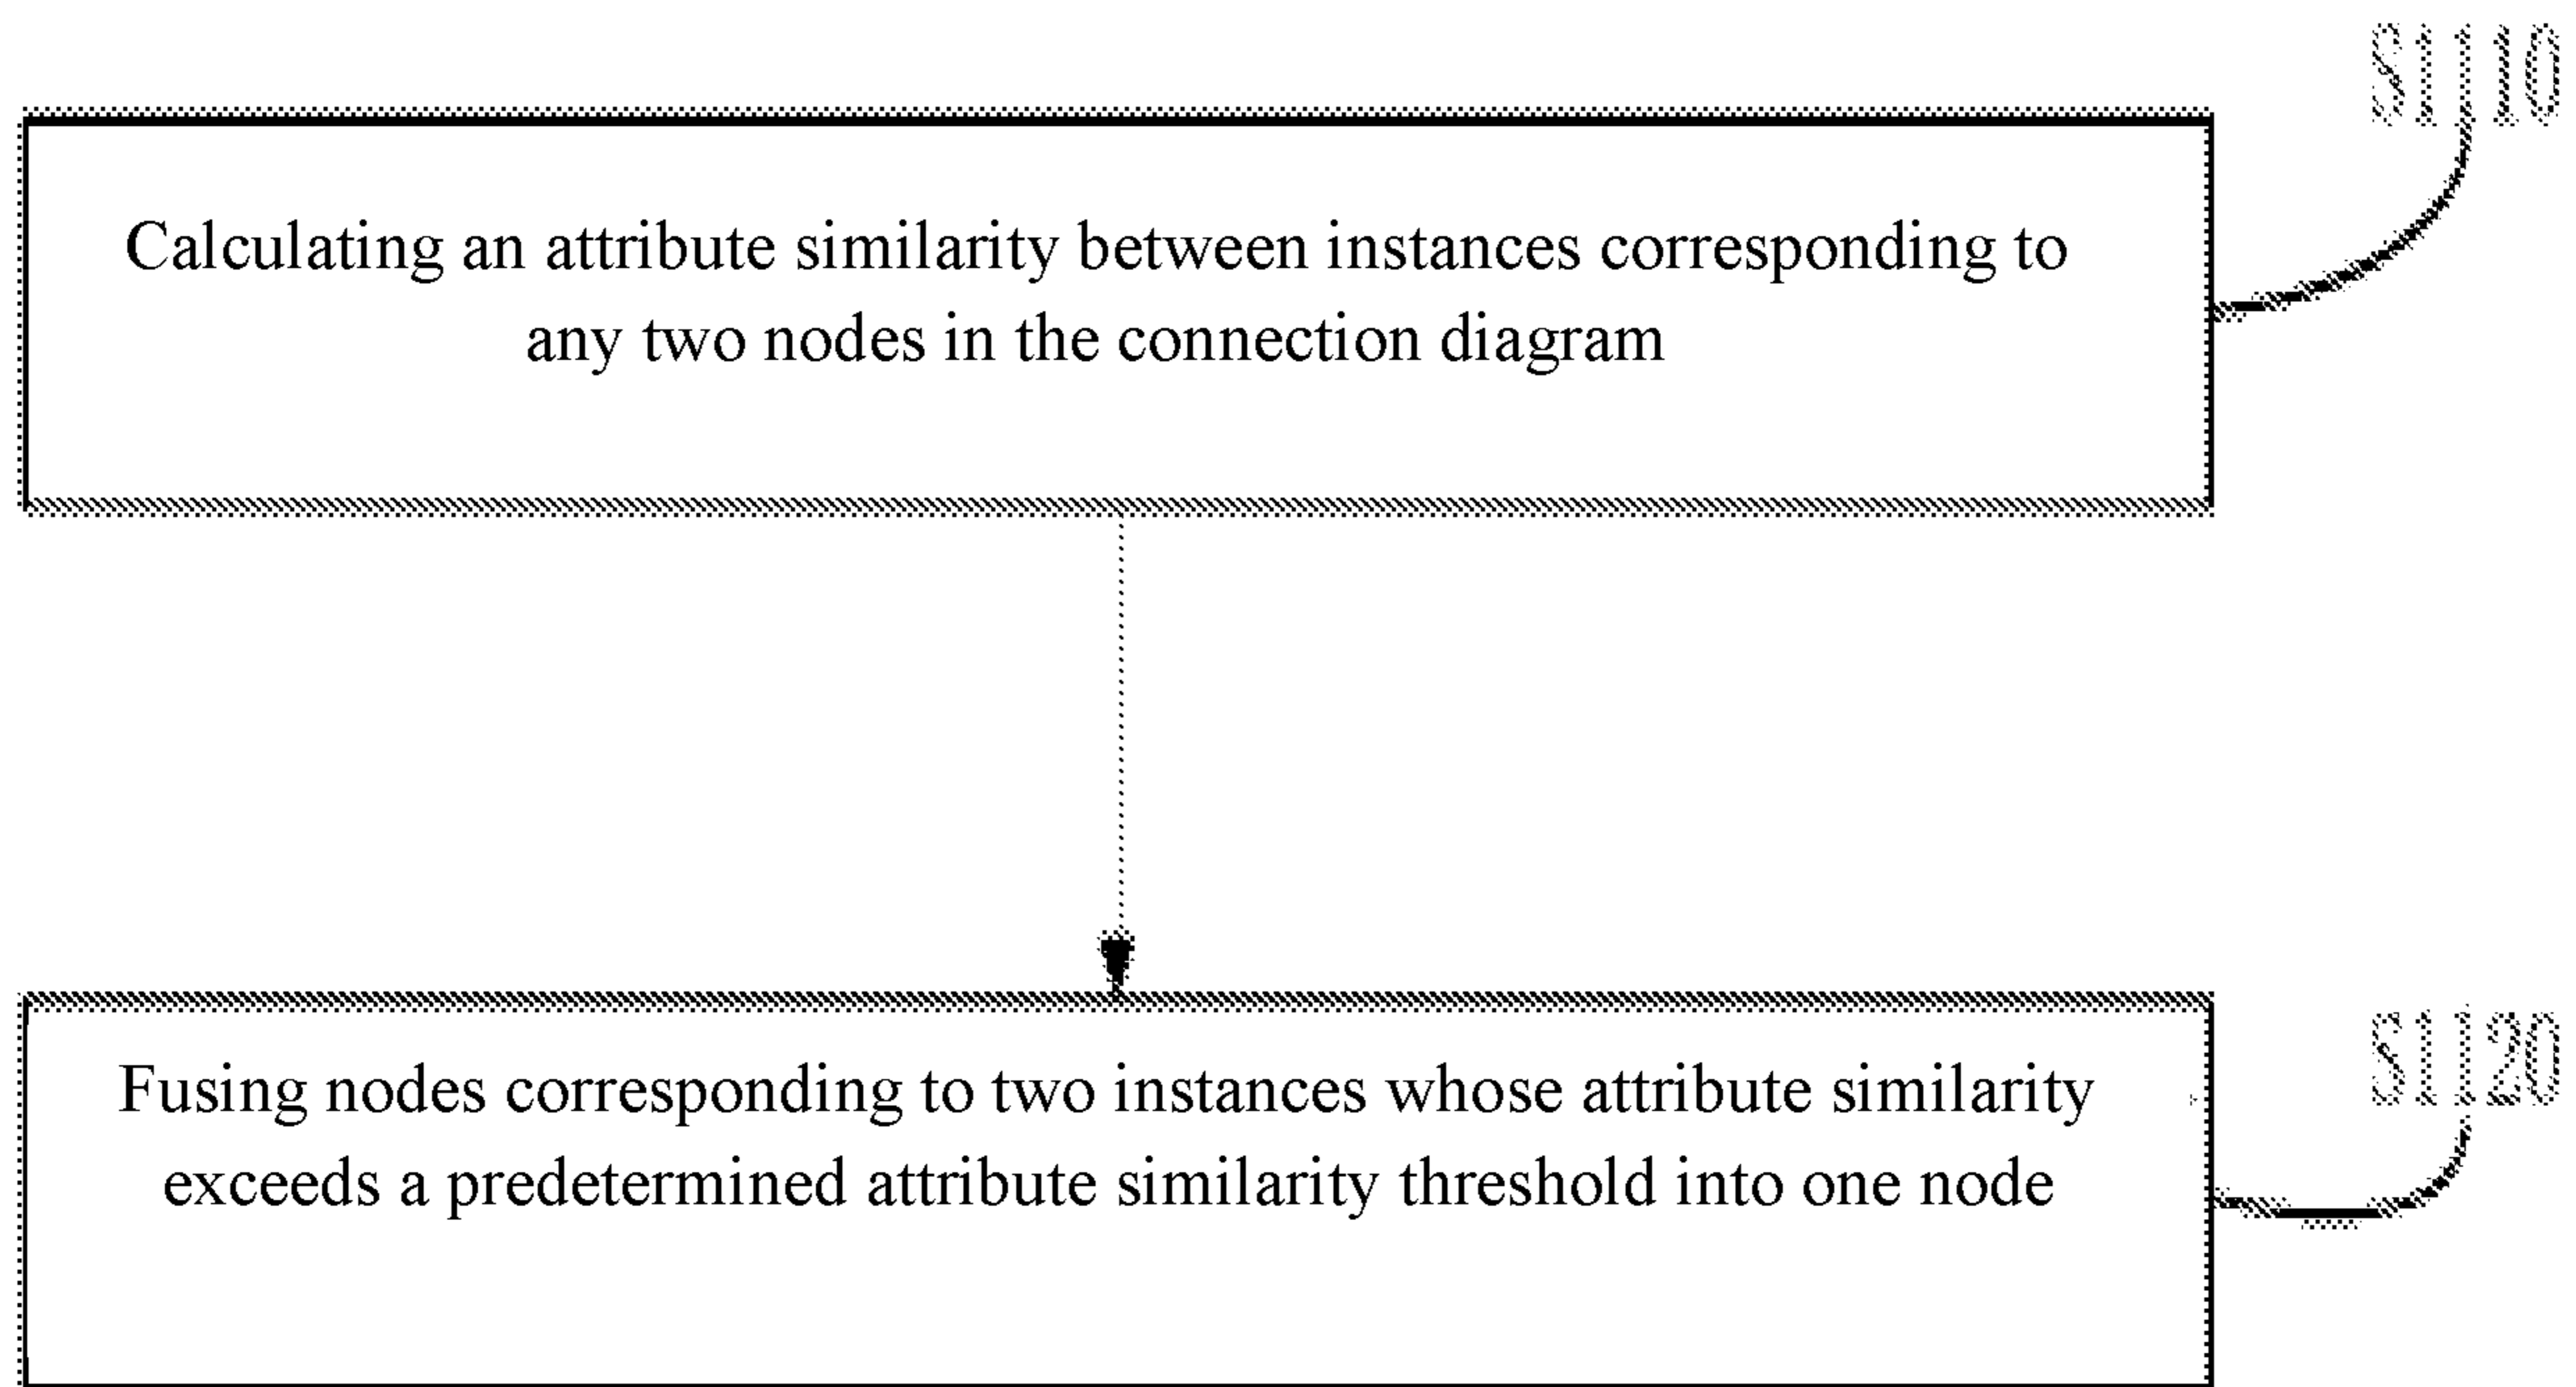 S1110
Calculating an attribute similarity between instances corresponding to
any two nodes in the connection diagram
Fusing nodes corresponding to two instances whose attribute similarity
exceeds a predetermined attribute similarity threshold into one node
S1120